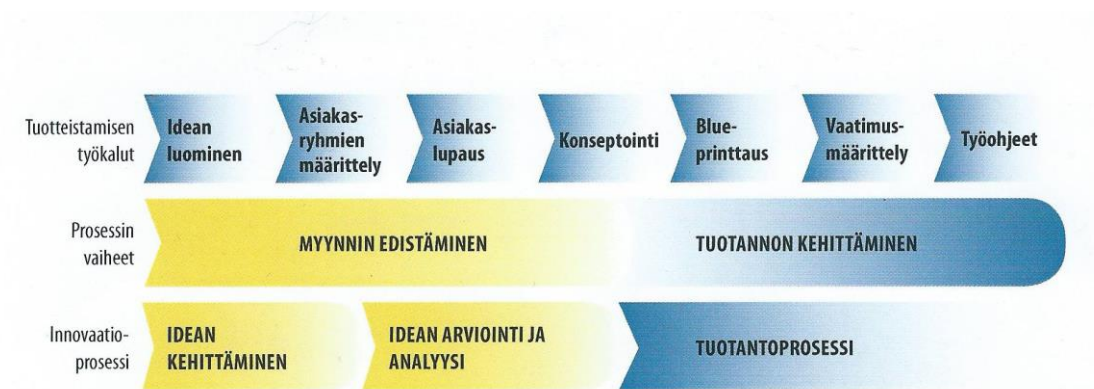 Tuotteistamisen
työkalut
Idean
luominen
Asiakas-
ryhmien
määrittely
Asiakas-
lupaus
Konseptointi
Blue-
printtaus
Vaatimus-
määrittely
Työohjeet
Prosessin
vaiheet
MYYNNIN EDISTÄMINEN
TUOTANNON KEHITTÄMINEN
Innovaatio-
prosessi
IDEAN
KEHITTÄMINEN
IDEAN ARVIOINTI JA
ANALYYSI
TUOTANTOPROSESSI